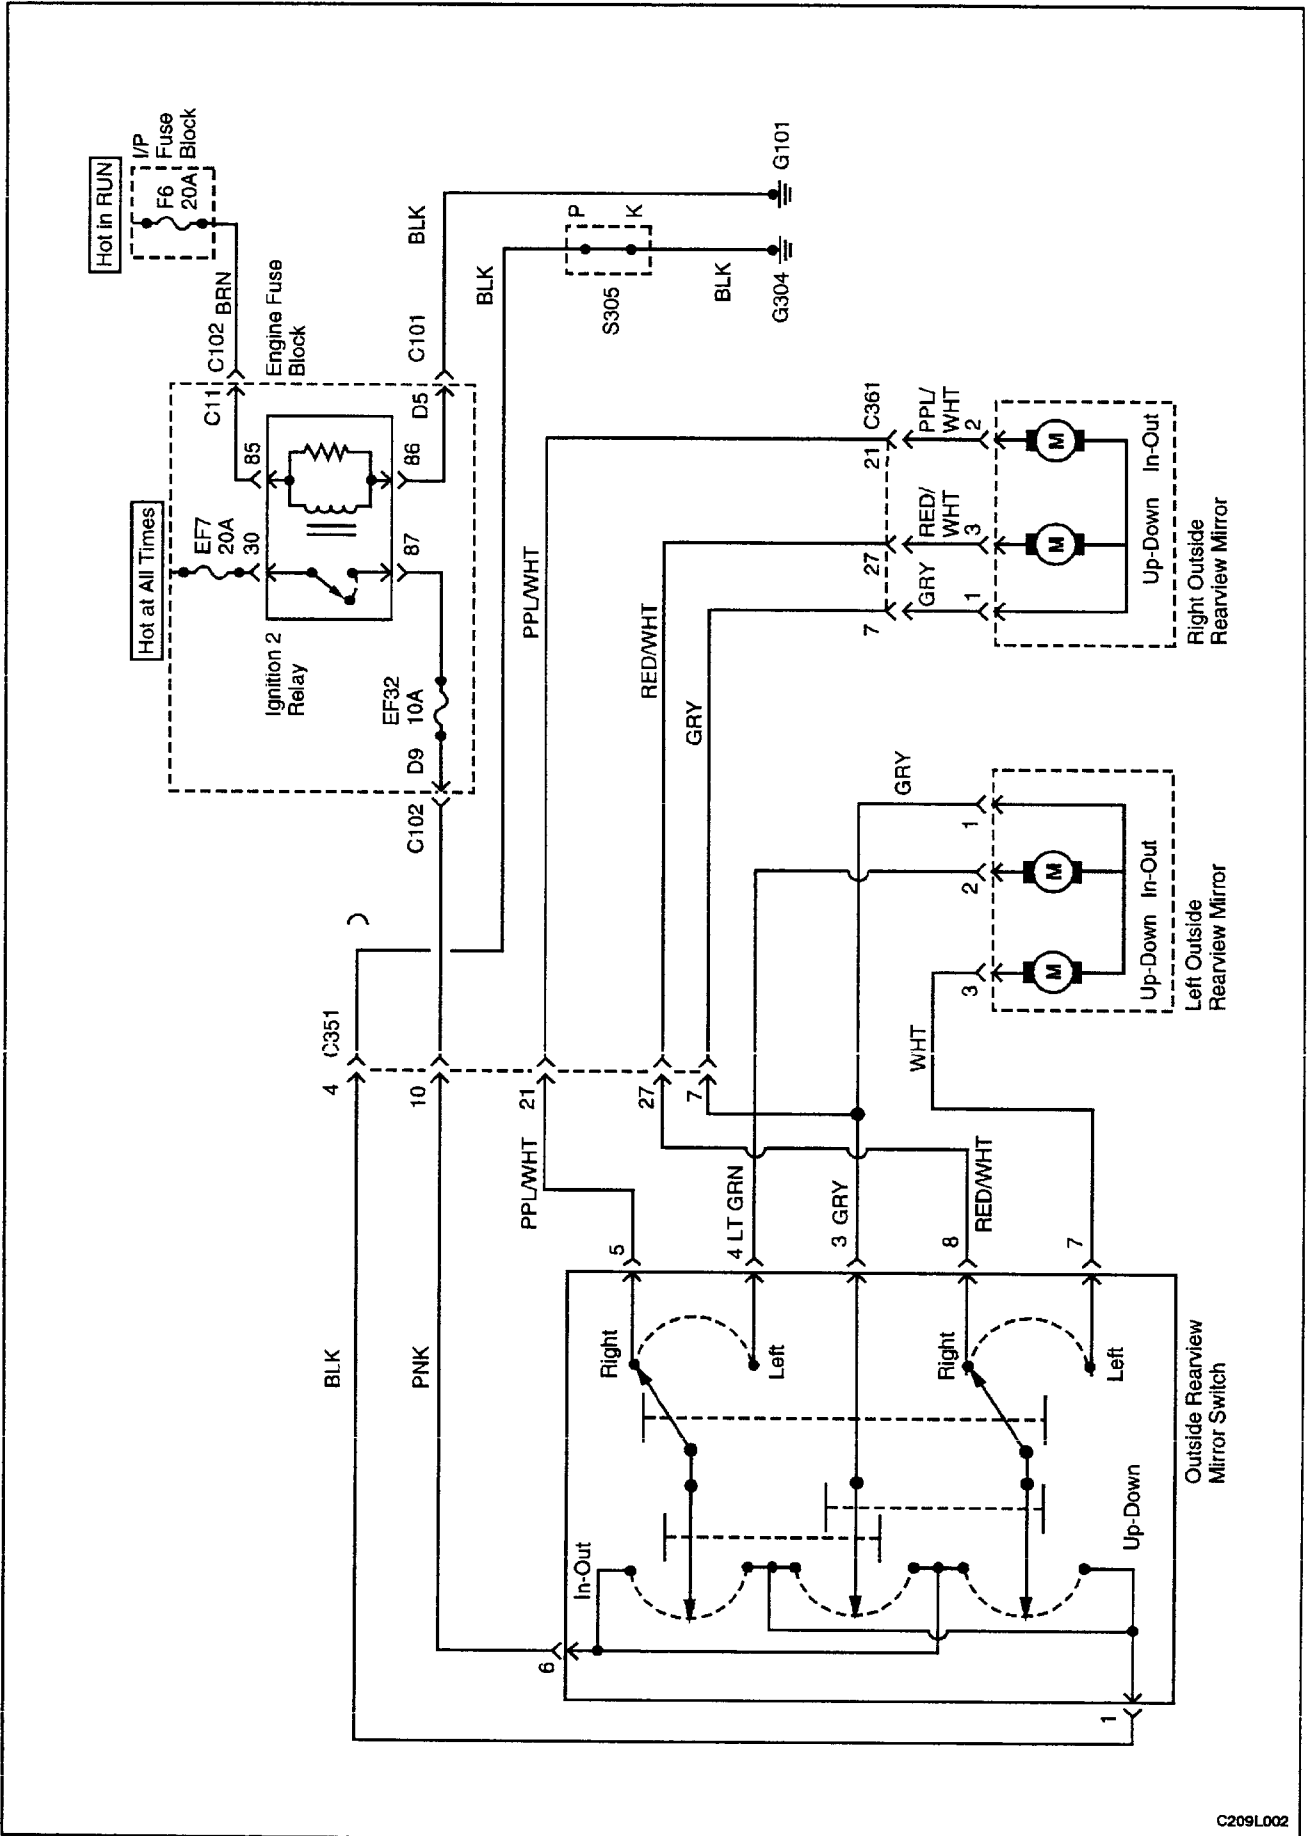 Hot in RUN
I/P
Fuse
Block
F6
20A
C102
BRN
C11
Engine Fuse
Block
Hot at All Times
EF7
20A
30
85
86
87
D5
C101
BLK
G101
Ignition 2
Relay
EF32
10A
D9
C102
BLK
P
K
S305
BLK
G304
C351
4
10
21
27
7
PPL/WHT
RED/WHT
GRY
C361
21
27
7
PPL/
WHT
RED/
WHT
GRY
2
3
1
M
M
Up-Down
In-Out
Right Outside
Rearview Mirror
GRY
WHT
3
2
1
M
M
Up-Down
In-Out
Left Outside
Rearview Mirror
BLK
PNK
PPL/WHT
5
4 LT GRN
3 GRY
8
RED/WHT
7
Right
Left
Right
Left
In-Out
Up-Down
6
1
Outside Rearview
Mirror Switch
C209L002